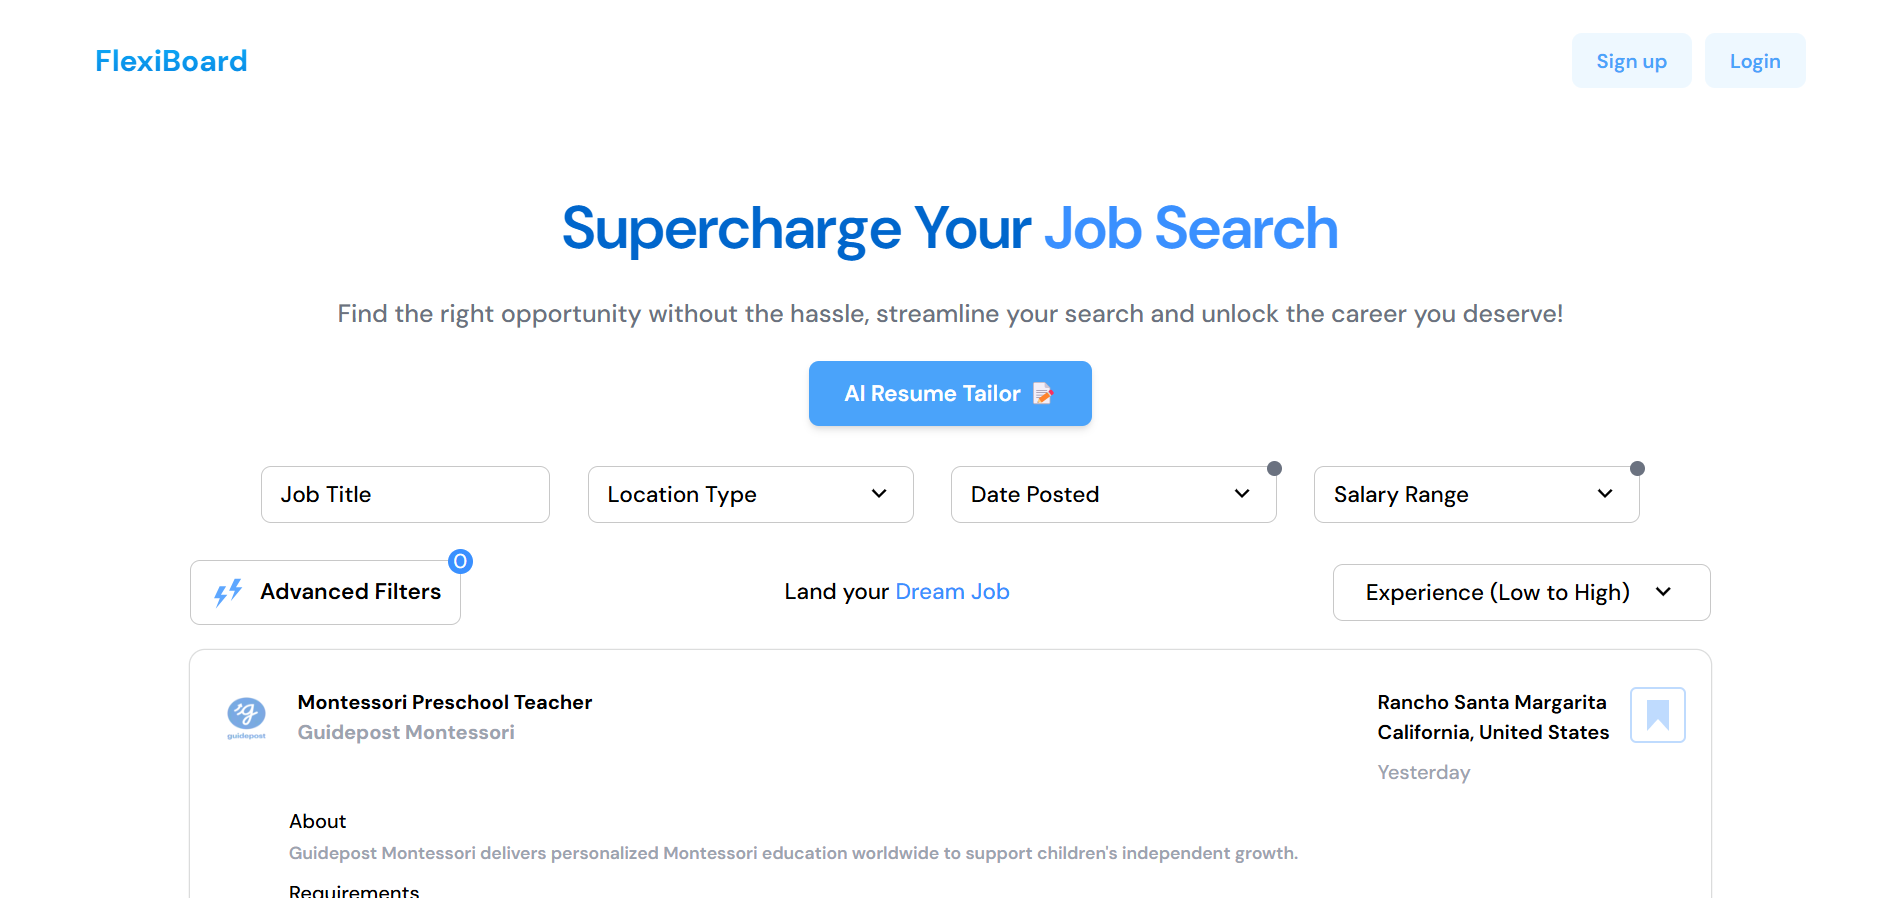 FlexiBoard
Sign up
Login
Supercharge Your Job Search
Find the right opportunity without the hassle, streamline your search and unlock the career you deserve!
AI Resume Tailor
Job Title
Location Type
Date Posted
Salary Range
0
Advanced Filters
Land your Dream Job
Experience (Low to High)
guidepost
Montessori Preschool Teacher
Guidepost Montessori
Rancho Santa Margarita
California, United States
Yesterday
About
Guidepost Montessori delivers personalized Montessori education worldwide to support children's independent growth.
Requirements